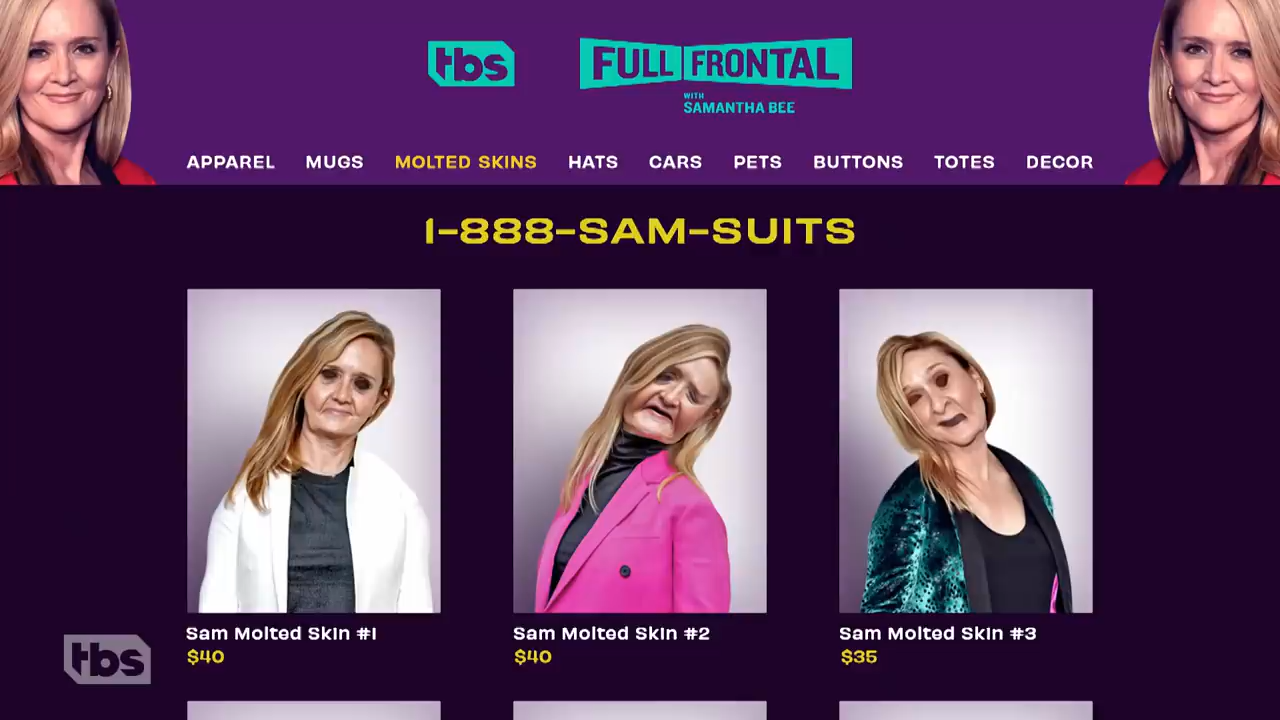 tbs
FULL FRONTAL
WITH
SAMANTHA BEE
APPAREL MUGS MOLTED SKINS HATS CARS PETS BUTTONS TOTES DECOR
1-888-SAM-SUITS
Sam Molted Skin #1
$40
Sam Molted Skin #2
$40
Sam Molted Skin #3
$35
tbs